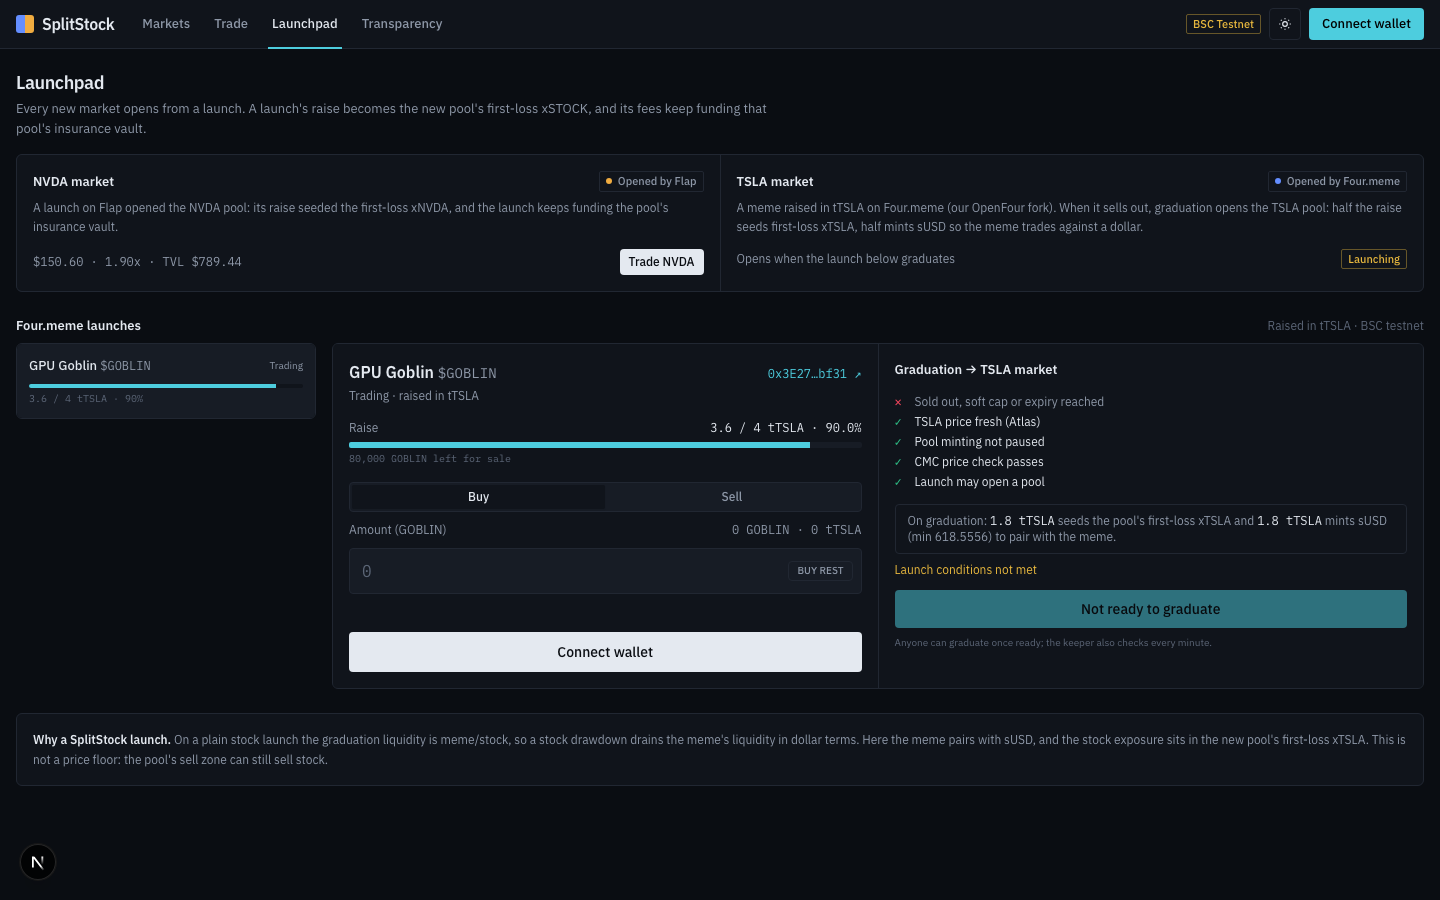 SplitStock
Markets
Trade
Launchpad
Transparency
BSC Testnet
Connect wallet
Launchpad
Every new market opens from a launch. A launch's raise becomes the new pool's first-loss xSTOCK, and its fees keep funding that
pool's insurance vault.
NVDA market
Opened by Flap
A launch on Flap opened the NVDA pool: its raise seeded the first-loss xNVDA, and the launch keeps funding the pool's
insurance vault.
$150.60 · 1.90x · TVL $789.44
Trade NVDA
TSLA market
Opened by Four.meme
A meme raised in tTSLA on Four.meme (our OpenFour fork). When it sells out, graduation opens the TSLA pool: half the raise
seeds first-loss xTSLA, half mints sUSD so the meme trades against a dollar.
Opens when the launch below graduates
Launching
Four.meme launches
Raised in tTSLA · BSC testnet
GPU Goblin $GOBLIN
Trading
3.6 / 4 tTSLA · 90%
GPU Goblin $GOBLIN
0x3E27…bf31 ↗
Trading · raised in tTSLA
Raise
3.6 / 4 tTSLA · 90.0%
80,000 GOBLIN left for sale
Buy
Sell
Amount (GOBLIN)
0 GOBLIN · 0 tTSLA
0
BUY REST
Connect wallet
Graduation → TSLA market
✕ Sold out, soft cap or expiry reached
✓ TSLA price fresh (Atlas)
✓ Pool minting not paused
✓ CMC price check passes
✓ Launch may open a pool
On graduation: 1.8 tTSLA seeds the pool's first-loss xTSLA and 1.8 tTSLA mints sUSD
(min 618.5556) to pair with the meme.
Launch conditions not met
Not ready to graduate
Anyone can graduate once ready; the keeper also checks every minute.
Why a SplitStock launch. On a plain stock launch the graduation liquidity is meme/stock, so a stock drawdown drains the meme's liquidity in dollar terms. Here the meme pairs with sUSD, and the stock exposure sits in the new pool's first-loss xTSLA. This is
not a price floor: the pool's sell zone can still sell stock.
N